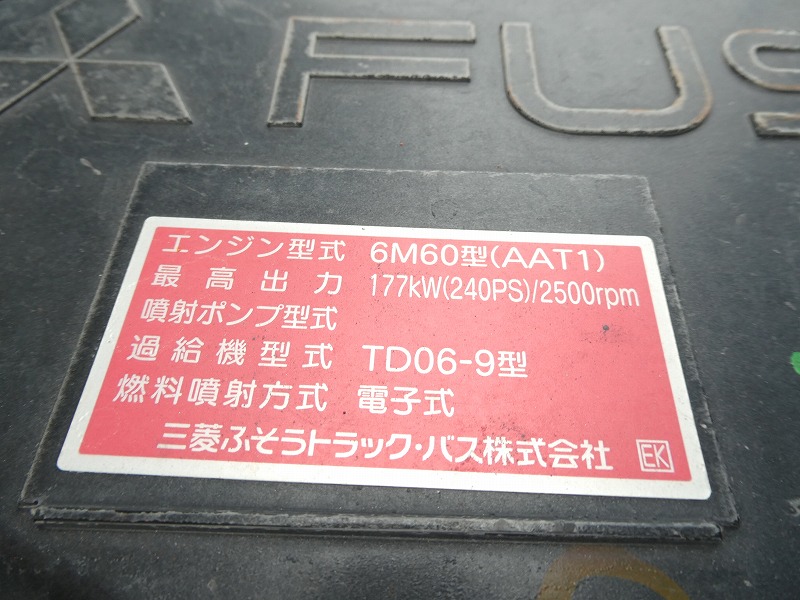 FUS
エンジン型式 6M60型(AAT1)
最高出力 177kW(240PS)/2500rpm
噴射ポンプ型式
過給機型式 TD06-9型
燃料噴射方式 電子式
三菱ふそうトラック・バス株式会社 EK